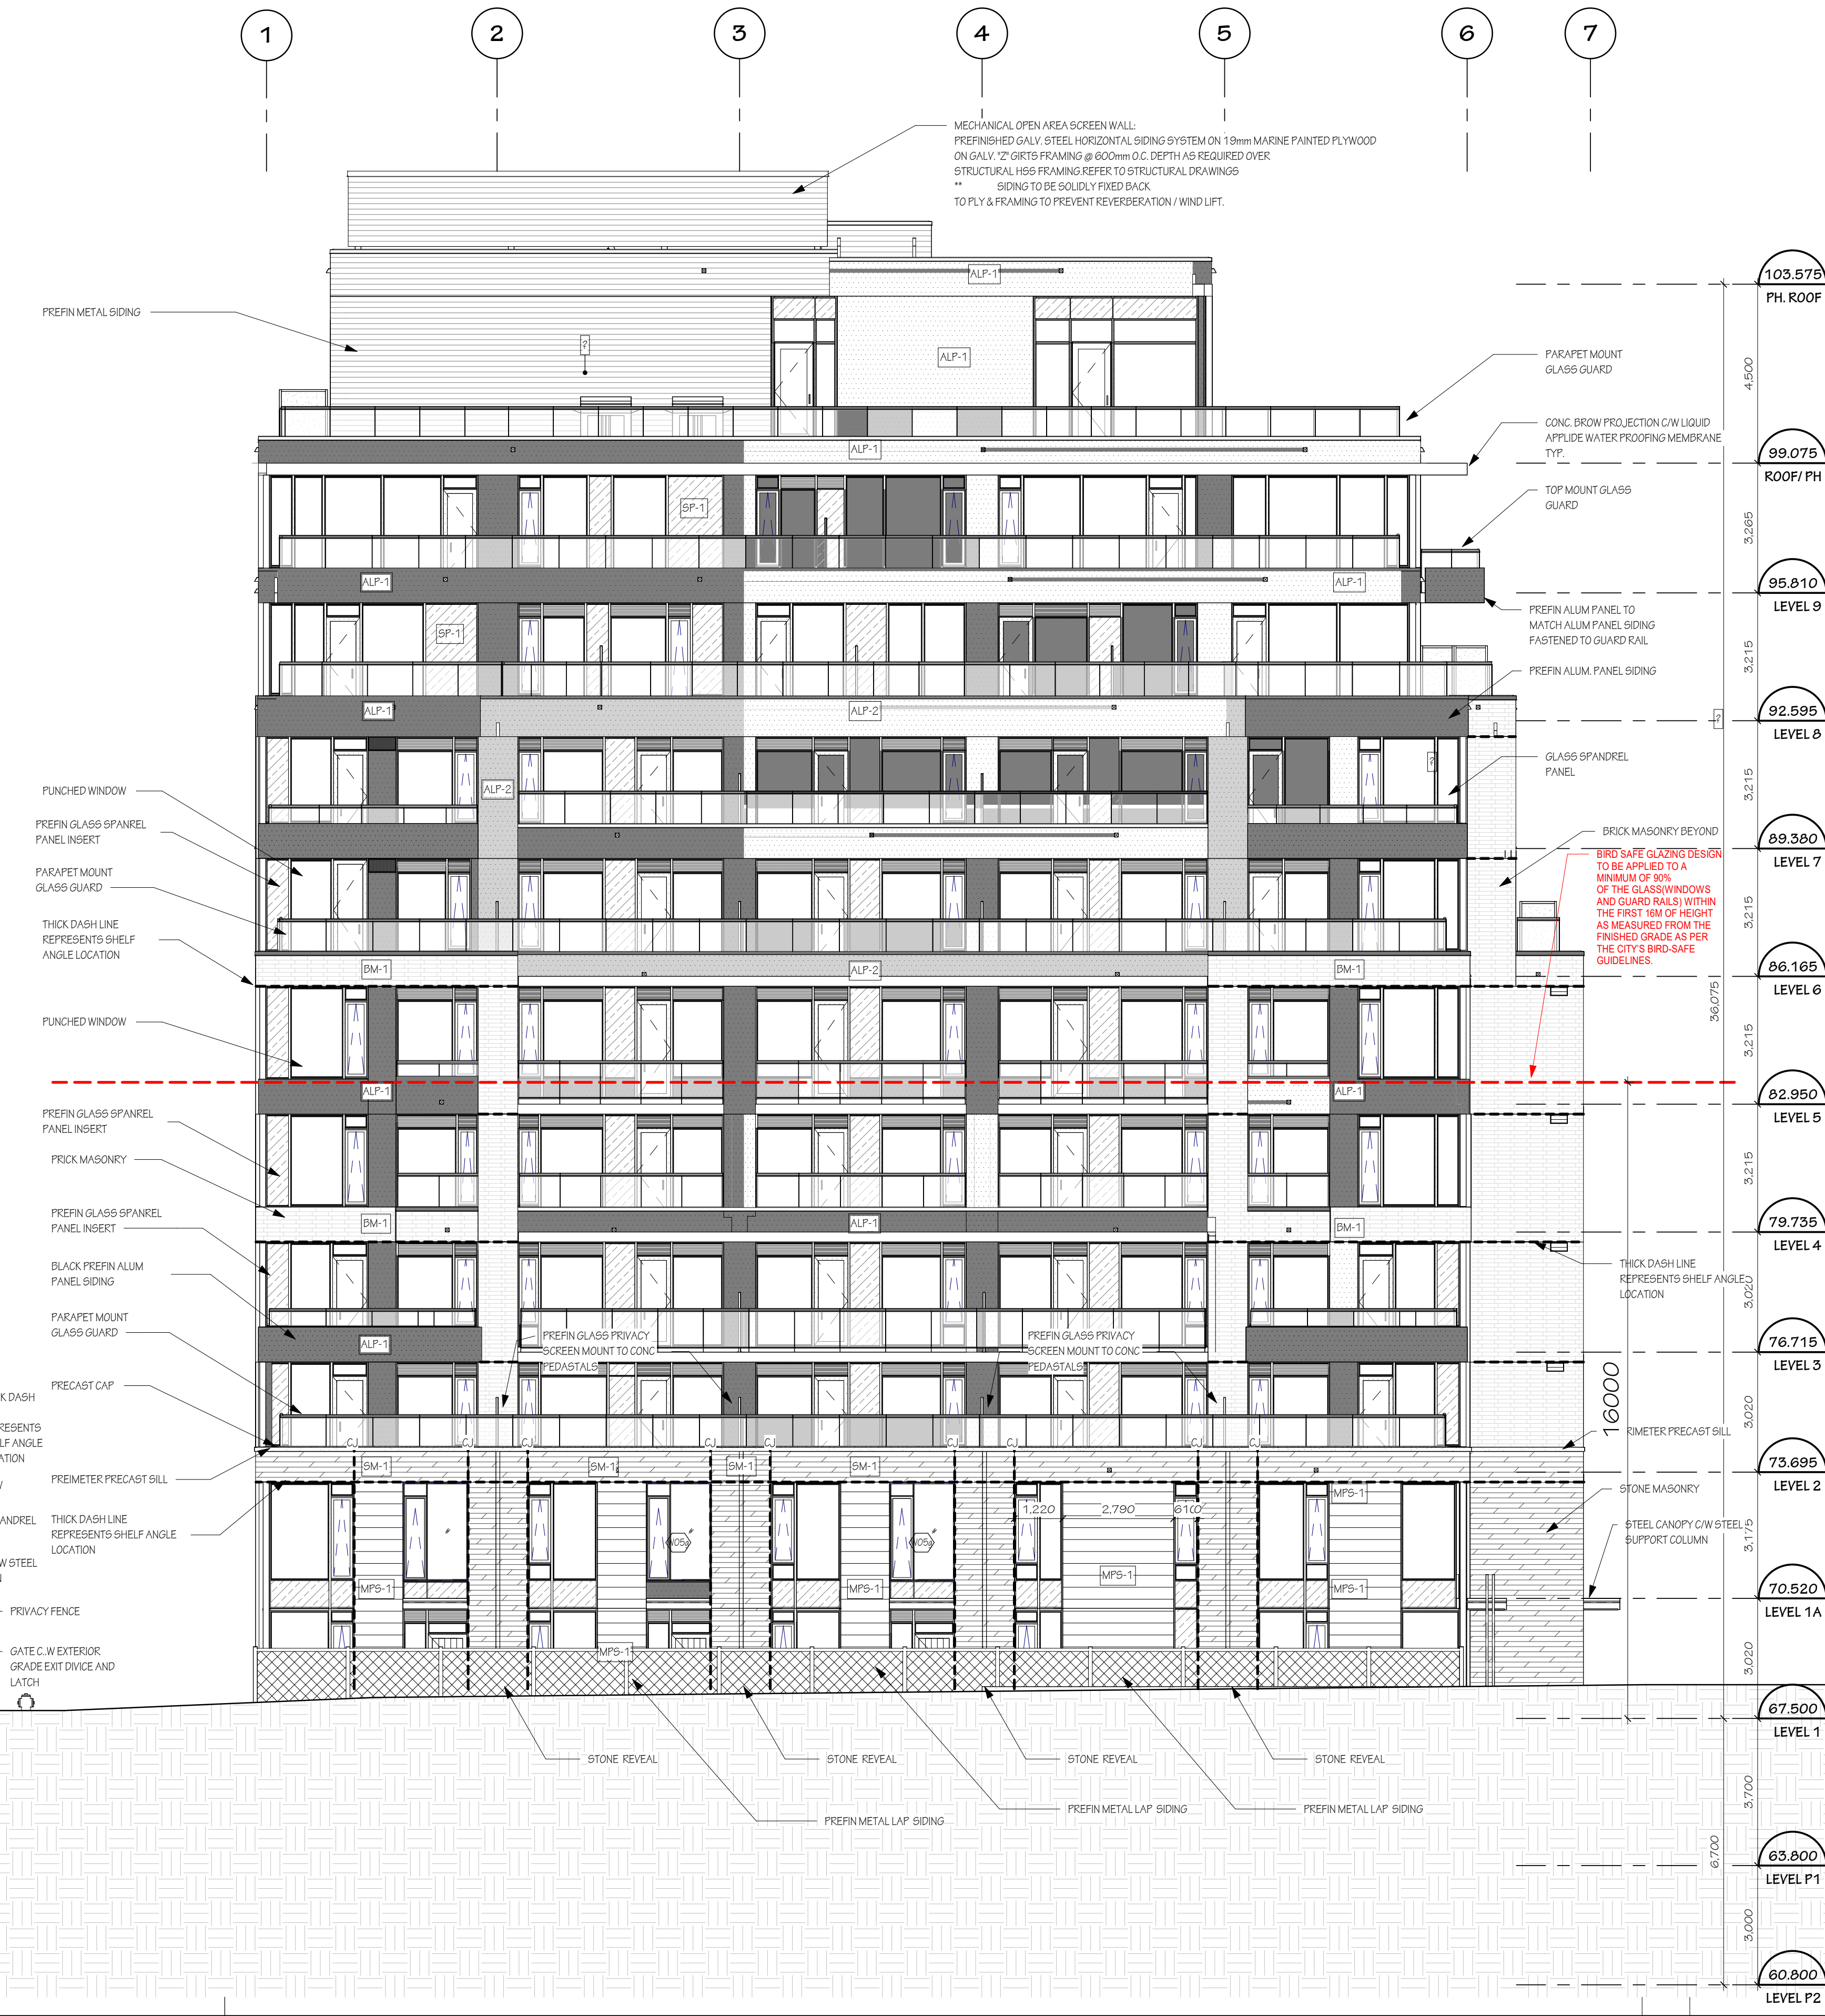 1
2
3
4
5
6
7
MECHANICAL OPEN AREA SCREEN WALL:
PREFINISHED GALV. STEEL HORIZONTAL SIDING SYSTEM ON 19mm MARINE PAINTED PLYWOOD
ON GALV. "Z" GIRTS FRAMING @ 600mm O.C. DEPTH AS REQUIRED OVER
STRUCTURAL HSS FRAMING.REFER TO STRUCTURAL DRAWINGS
** SIDING TO BE SOLIDLY FIXED BACK
TO PLY & FRAMING TO PREVENT REVERBERATION / WIND LIFT.
PREFIN METAL SIDING
PUNCHED WINDOW
PREFIN GLASS SPANREL
PANEL INSERT
PARAPET MOUNT
GLASS GUARD
THICK DASH LINE
REPRESENTS SHELF
ANGLE LOCATION
PUNCHED WINDOW
PREFIN GLASS SPANREL
PANEL INSERT
PRICK MASONRY
PREFIN GLASS SPANREL
PANEL INSERT
BLACK PREFIN ALUM
PANEL SIDING
PARAPET MOUNT
GLASS GUARD
PRECAST CAP
PREIMETER PRECAST SILL
THICK DASH LINE
REPRESENTS SHELF ANGLE
LOCATION
K DASH
RESENTS
LF ANGLE
ATION
ANDREL
W STEEL
PRIVACY FENCE
GATE C..W EXTERIOR
GRADE EXIT DIVICE AND
LATCH
ALP-1
?
ALP-1
ALP-1
SP-1
ALP-1
ALP-1
SP-1
ALP-1
ALP-2
ALP-2
?
BM-1
ALP-2
BM-1
ALP-1
ALP-1
BM-1
ALP-1
BM-1
ALP-1
PREFIN GLASS PRIVACY
SCREEN MOUNT TO CONC
PEDASTALS
PREFIN GLASS PRIVACY
SCREEN MOUNT TO CONC
PEDASTALS
CJ
CJ
CJ
CJ
CJ
CJ
CJ
CJ
CJ
SM-1
SM-1
SM-1
SM-1
MPS-1
1,220
2,790
610
W05a
W05a
MPS-1
MPS-1
MPS-1
MPS-1
MPS-1
STONE REVEAL
STONE REVEAL
STONE REVEAL
STONE REVEAL
PREFIN METAL LAP SIDING
PREFIN METAL LAP SIDING
PREFIN METAL LAP SIDING
PARAPET MOUNT
GLASS GUARD
CONC. BROW PROJECTION C/W LIQUID
APPLIDE WATER PROOFING MEMBRANE
TYP.
TOP MOUNT GLASS
GUARD
PREFIN ALUM PANEL TO
MATCH ALUM PANEL SIDING
FASTENED TO GUARD RAIL
PREFIN ALUM. PANEL SIDING
GLASS SPANDREL
PANEL
BRICK MASONRY BEYOND
BIRD SAFE GLAZING DESIGN
TO BE APPLIED TO A
MINIMUM OF 90%
OF THE GLASS(WINDOWS
AND GUARD RAILS) WITHIN
THE FIRST 16M OF HEIGHT
AS MEASURED FROM THE
FINISHED GRADE AS PER
THE CITY'S BIRD-SAFE
GUIDELINES.
THICK DASH LINE
REPRESENTS SHELF ANGLE
LOCATION
RIMETER PRECAST SILL
STONE MASONRY
STEEL CANOPY C/W STEEL
SUPPORT COLUMN
?
36,075
16000
6,700
4,500
3,265
3,215
3,215
3,215
3,215
3,215
3,020
3,020
3,175
3,020
3,700
3,000
103.575
PH. ROOF
99.075
ROOF/ PH
95.810
LEVEL 9
92.595
LEVEL 8
89.380
LEVEL 7
86.165
LEVEL 6
82.950
LEVEL 5
79.735
LEVEL 4
76.715
LEVEL 3
73.695
LEVEL 2
70.520
LEVEL 1A
67.500
LEVEL 1
63.800
LEVEL P1
60.800
LEVEL P2